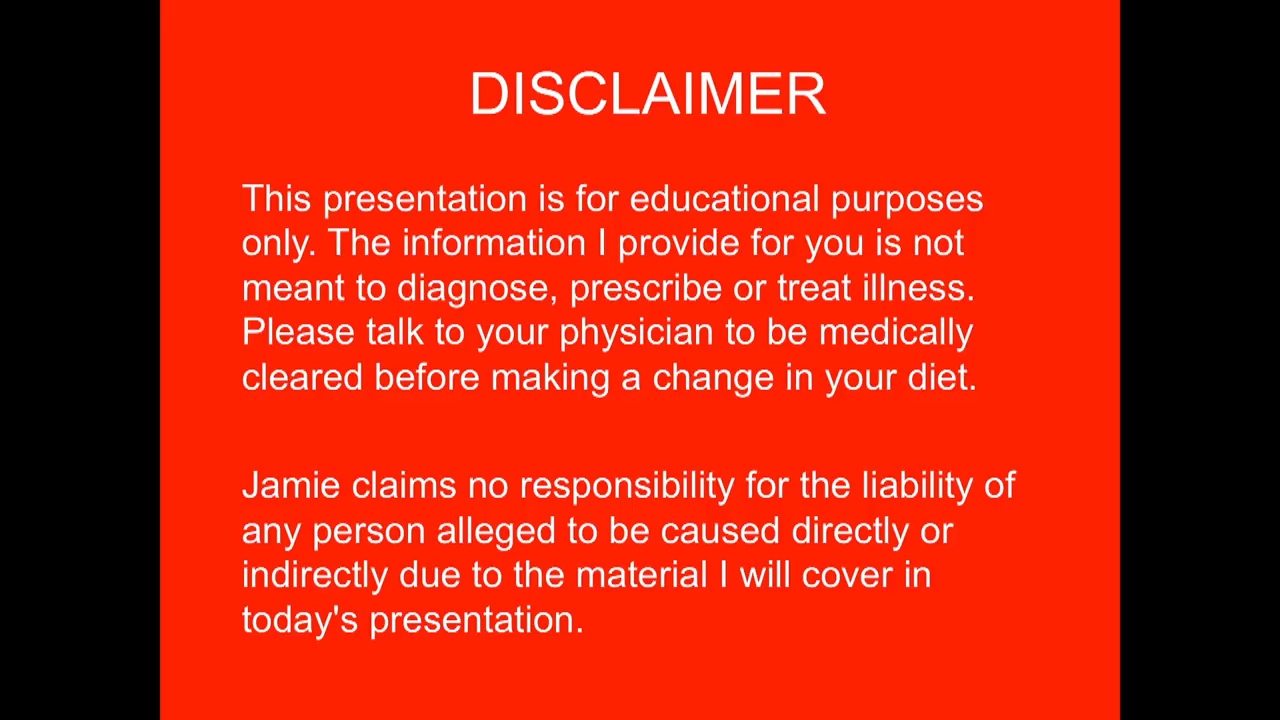 DISCLAIMER
This presentation is for educational purposes
only. The information I provide for you is not
meant to diagnose, prescribe or treat illness.
Please talk to your physician to be medically
cleared before making a change in your diet.
Jamie claims no responsibility for the liability of
any person alleged to be caused directly or
indirectly due to the material I will cover in
today's presentation.